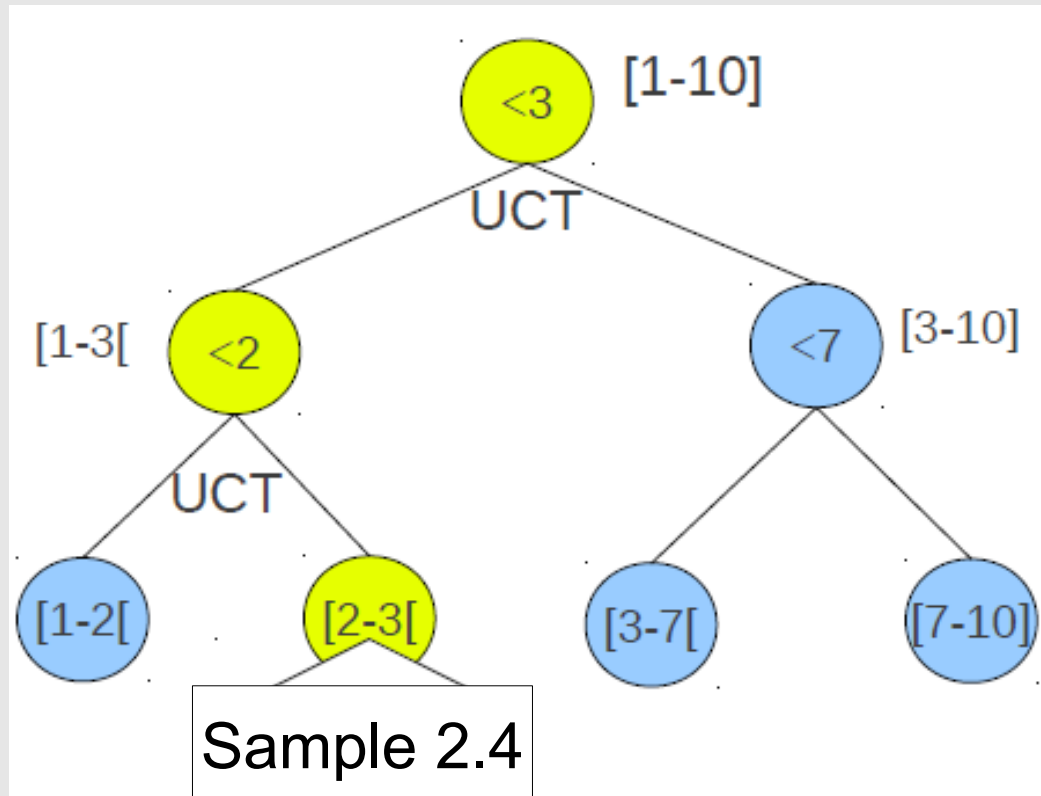 <3 [1-10]
UCT
[1-3[ <2 <7 [3-10]
UCT
[1-2[ [2-3[ [3-7[ [7-10]
Sample 2.4